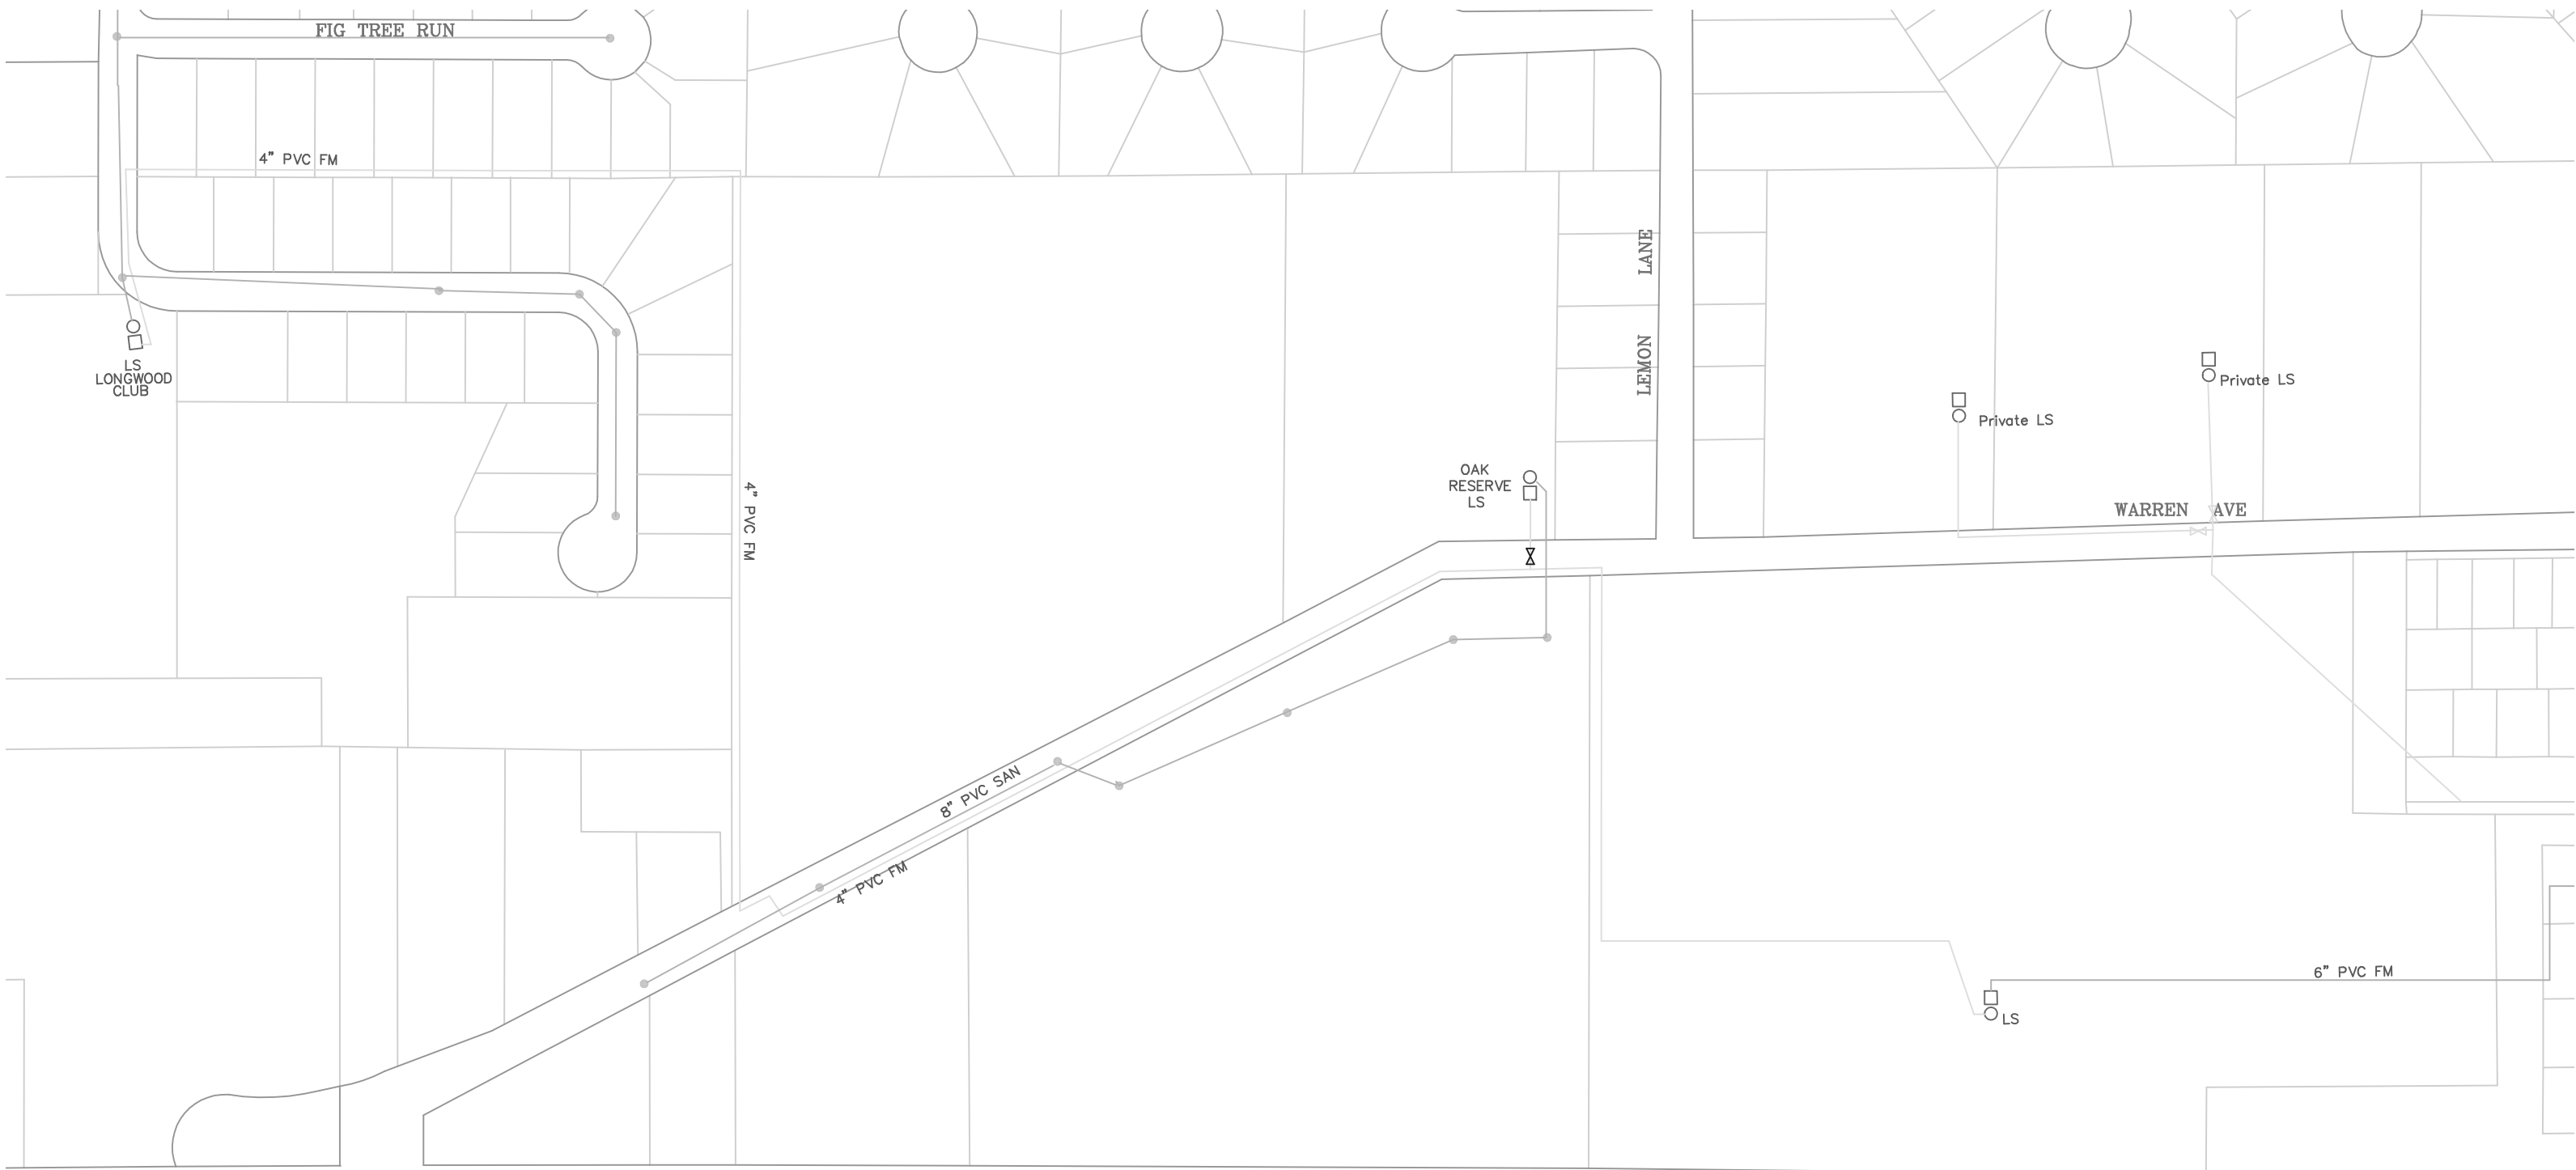 FIG TREE RUN
4" PVC FM
LS
LONGWOOD
CLUB
4" PVC FM
LANE
LEMON
OAK
RESERVE
LS
Private LS
Private LS
WARREN AVE
8" PVC SAN
4" PVC FM
6" PVC FM
LS